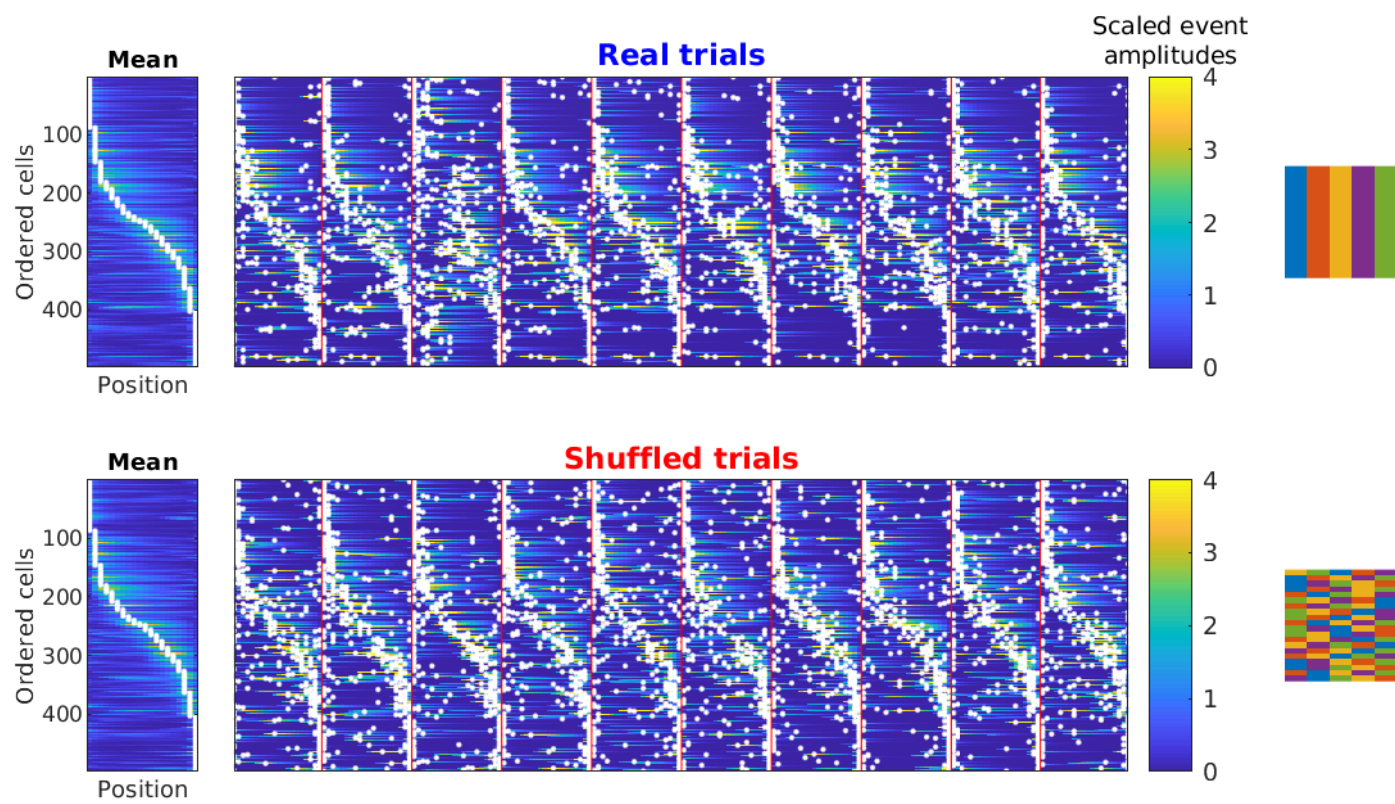 Mean
Real trials
Scaled event
amplitudes
Ordered cells
100
200
300
400
Position
4
3
2
1
0
Mean
Shuffled trials
Ordered cells
100
200
300
400
Position
4
3
2
1
0